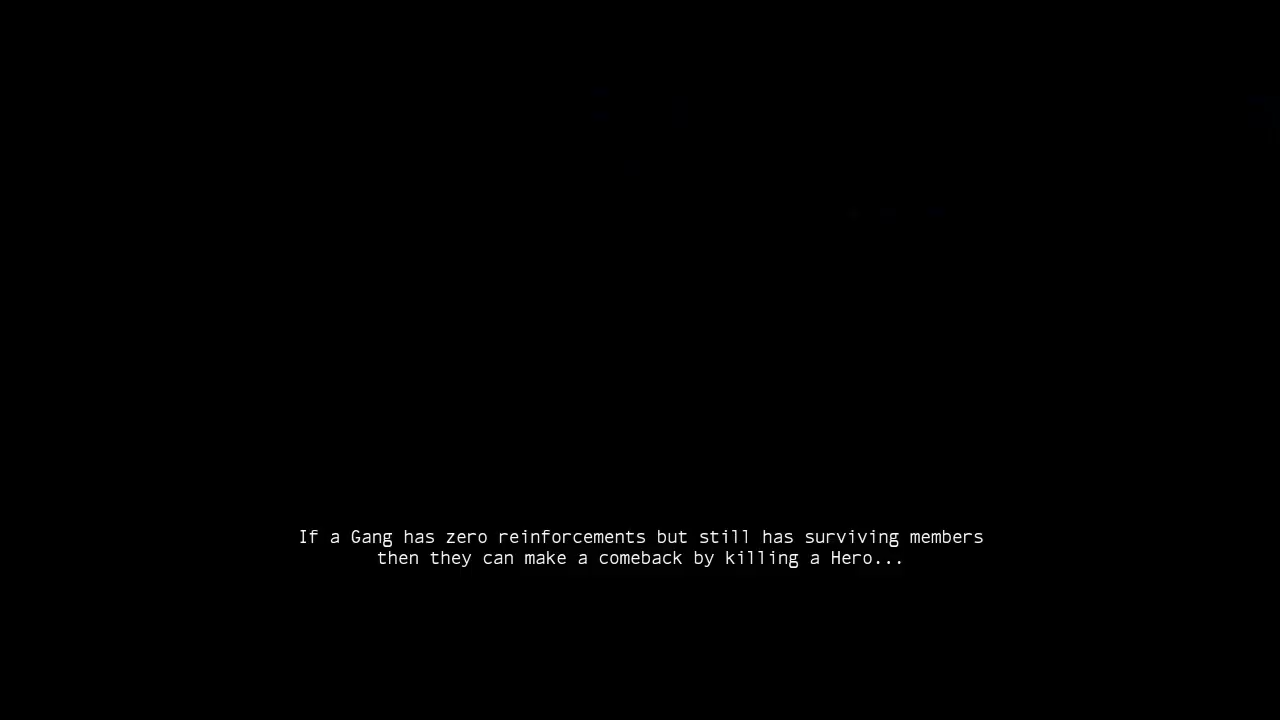 If a Gang has zero reinforcements but still has surviving members
then they can make a comeback by killing a Hero...